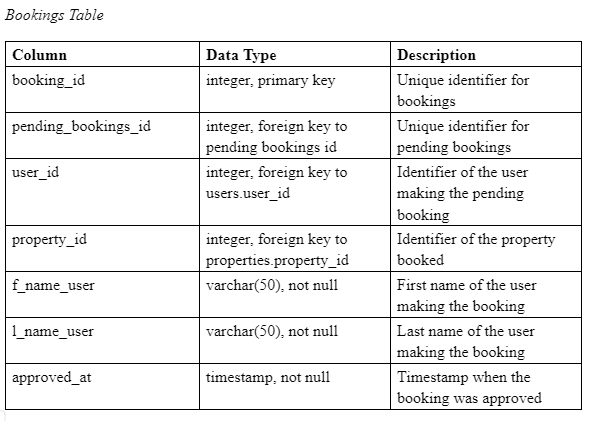 Bookings Table
Column Data Type Description
booking_id integer, primary key Unique identifier for
bookings
pending_bookings_id integer, foreign key to Unique identifier for
pending bookings id pending bookings
user_id integer, foreign key to Identifier of the user
users.user_id making the pending
booking
property_id integer, foreign key to Identifier of the property
properties.property_id booked
f_name_user varchar(50), not null First name of the user
making the booking
l_name_user varchar(50), not null Last name of the user
making the booking
approved_at timestamp, not null Timestamp when the
booking was approved